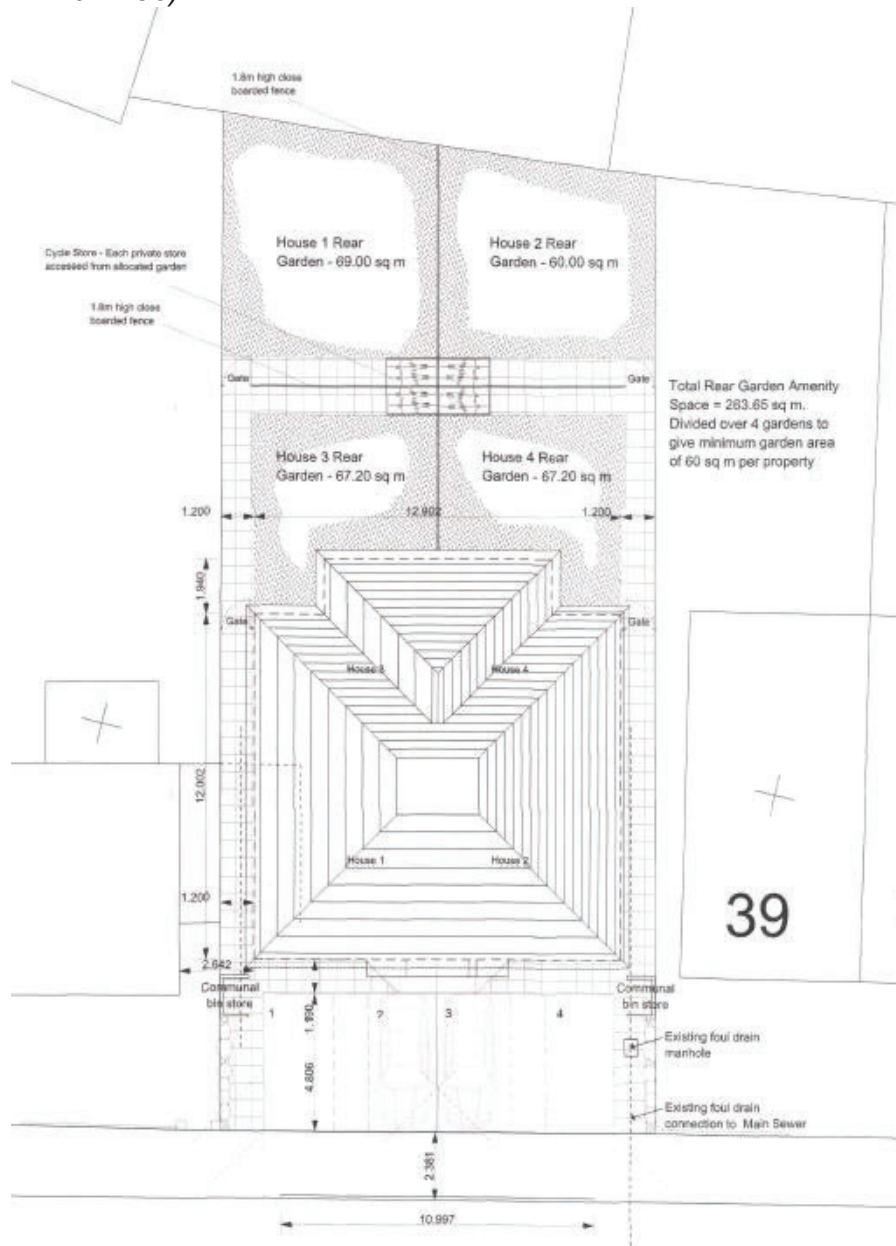 1.8m high close
boarded fence
House 1 Rear
Garden - 69.00 sq m
House 2 Rear
Garden - 60.00 sq m
Cycle Store - Each private store
accessed from allocated garden
1.8m high close
boarded fence
Gate
Gate
Total Rear Garden Amenity
Space = 263.65 sq m.
Divided over 4 gardens to
give minimum garden area
of 60 sq m per property
House 3 Rear
Garden - 67.20 sq m
House 4 Rear
Garden - 67.20 sq m
1.200
12.902
1.200
1.940
Gate
Gate
House 3
House 4
12.002
House 1
House 2
1.200
39
2.642
Communal
bin store
Communal
bin store
1
2
3
4
1.190
4.806
Existing foul drain
manhole
Existing foul drain
connection to Main Sewer
2.381
10.997